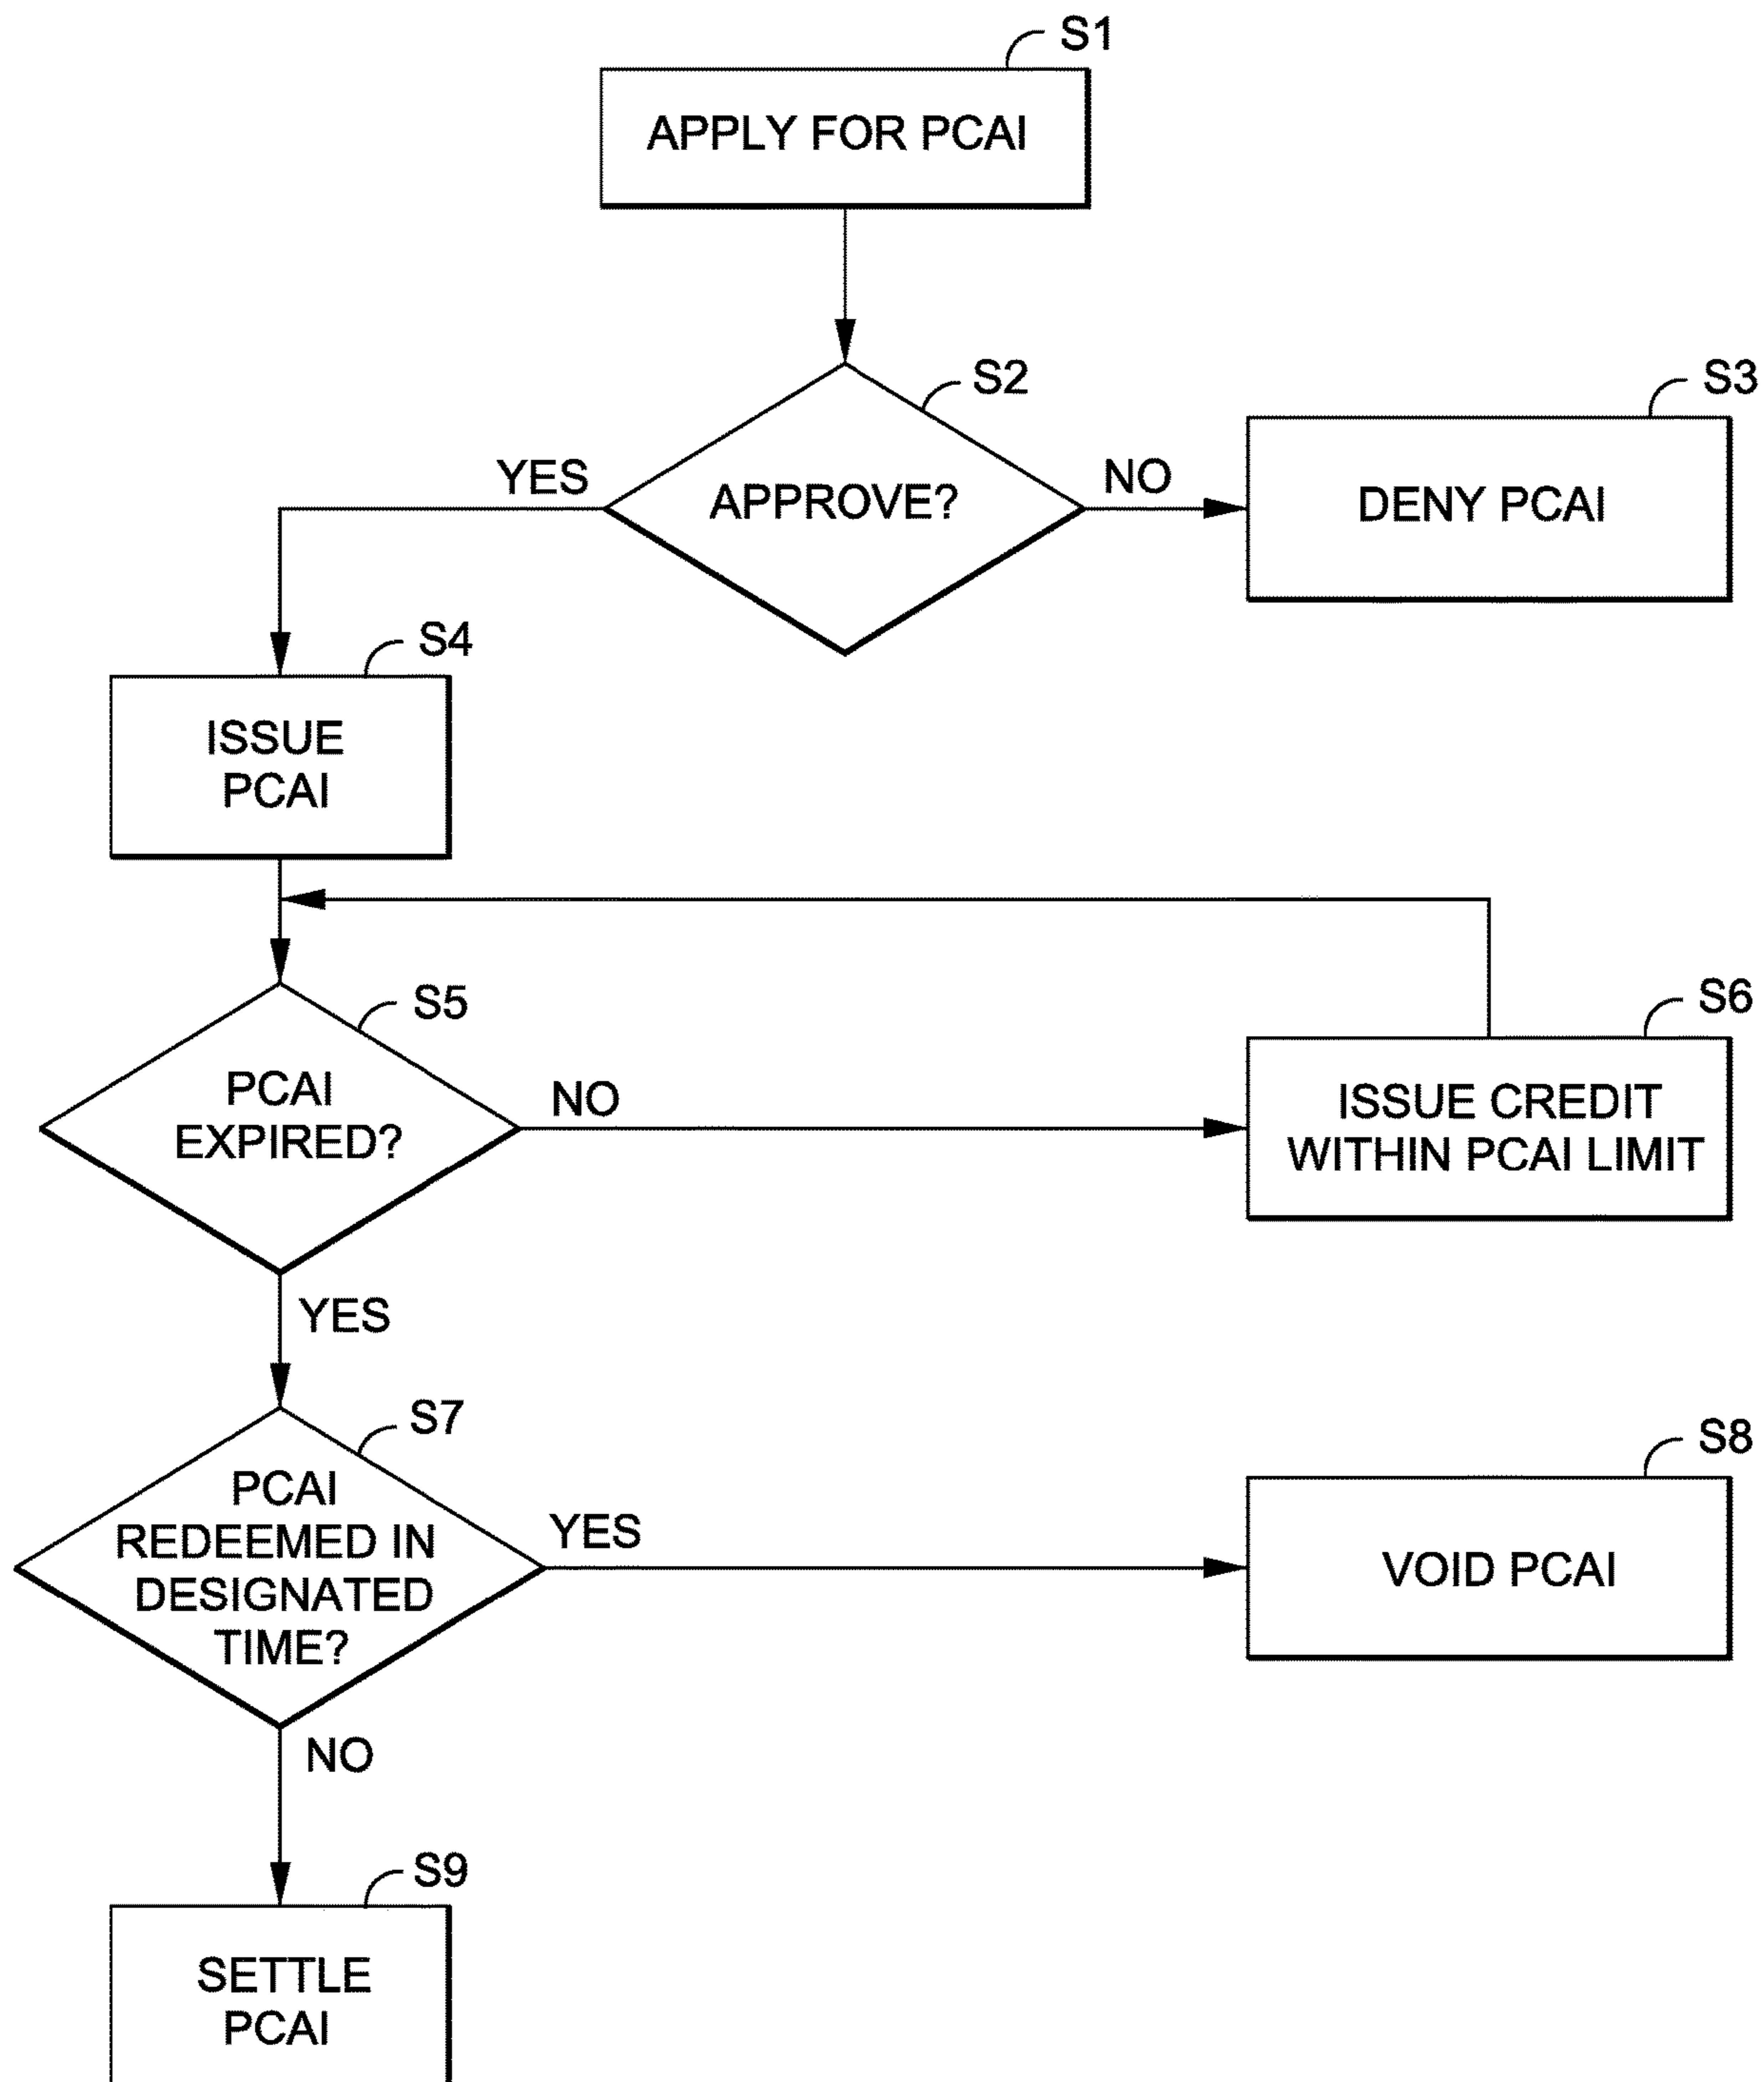 S1
APPLY FOR PCAI
S2
APPROVE?
YES
NO
S3
DENY PCAI
S4
ISSUE
PCAI
S5
PCAI
EXPIRED?
NO
S6
ISSUE CREDIT
WITHIN PCAI LIMIT
YES
S7
PCAI
REDEEMED IN
DESIGNATED
TIME?
YES
S8
VOID PCAI
NO
S9
SETTLE
PCAI